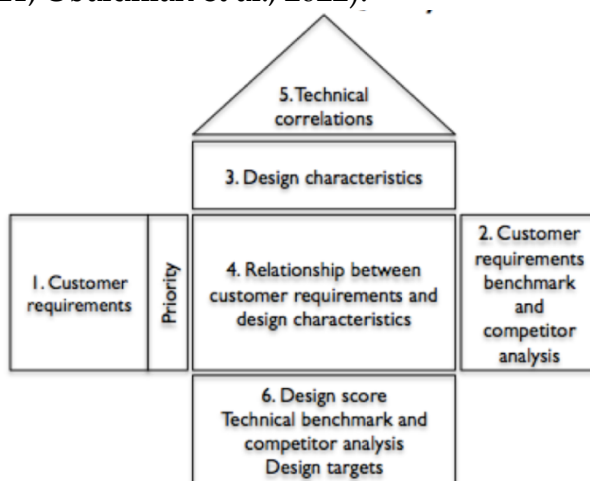 2022).
5. Technical
correlations
3. Design characteristics
1. Customer
requirements
Priority
4. Relationship between
customer requirements and
design characteristics
2. Customer
requirements
benchmark
and
competitor
analysis
6. Design score
Technical benchmark and
competitor analysis
Design targets